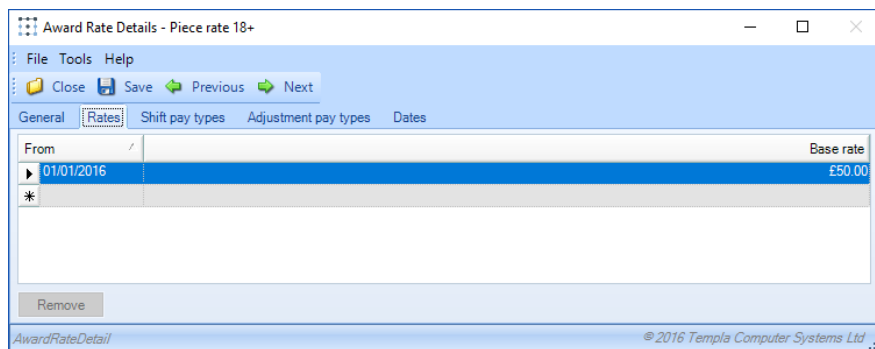 Award Rate Details - Piece rate 18+
File Tools Help
Close Save Previous Next
General Rates Shift pay types Adjustment pay types Dates
From Base rate
01/01/2016 £50.00
Remove
AwardRateDetail © 2016 Templa Computer Systems Ltd